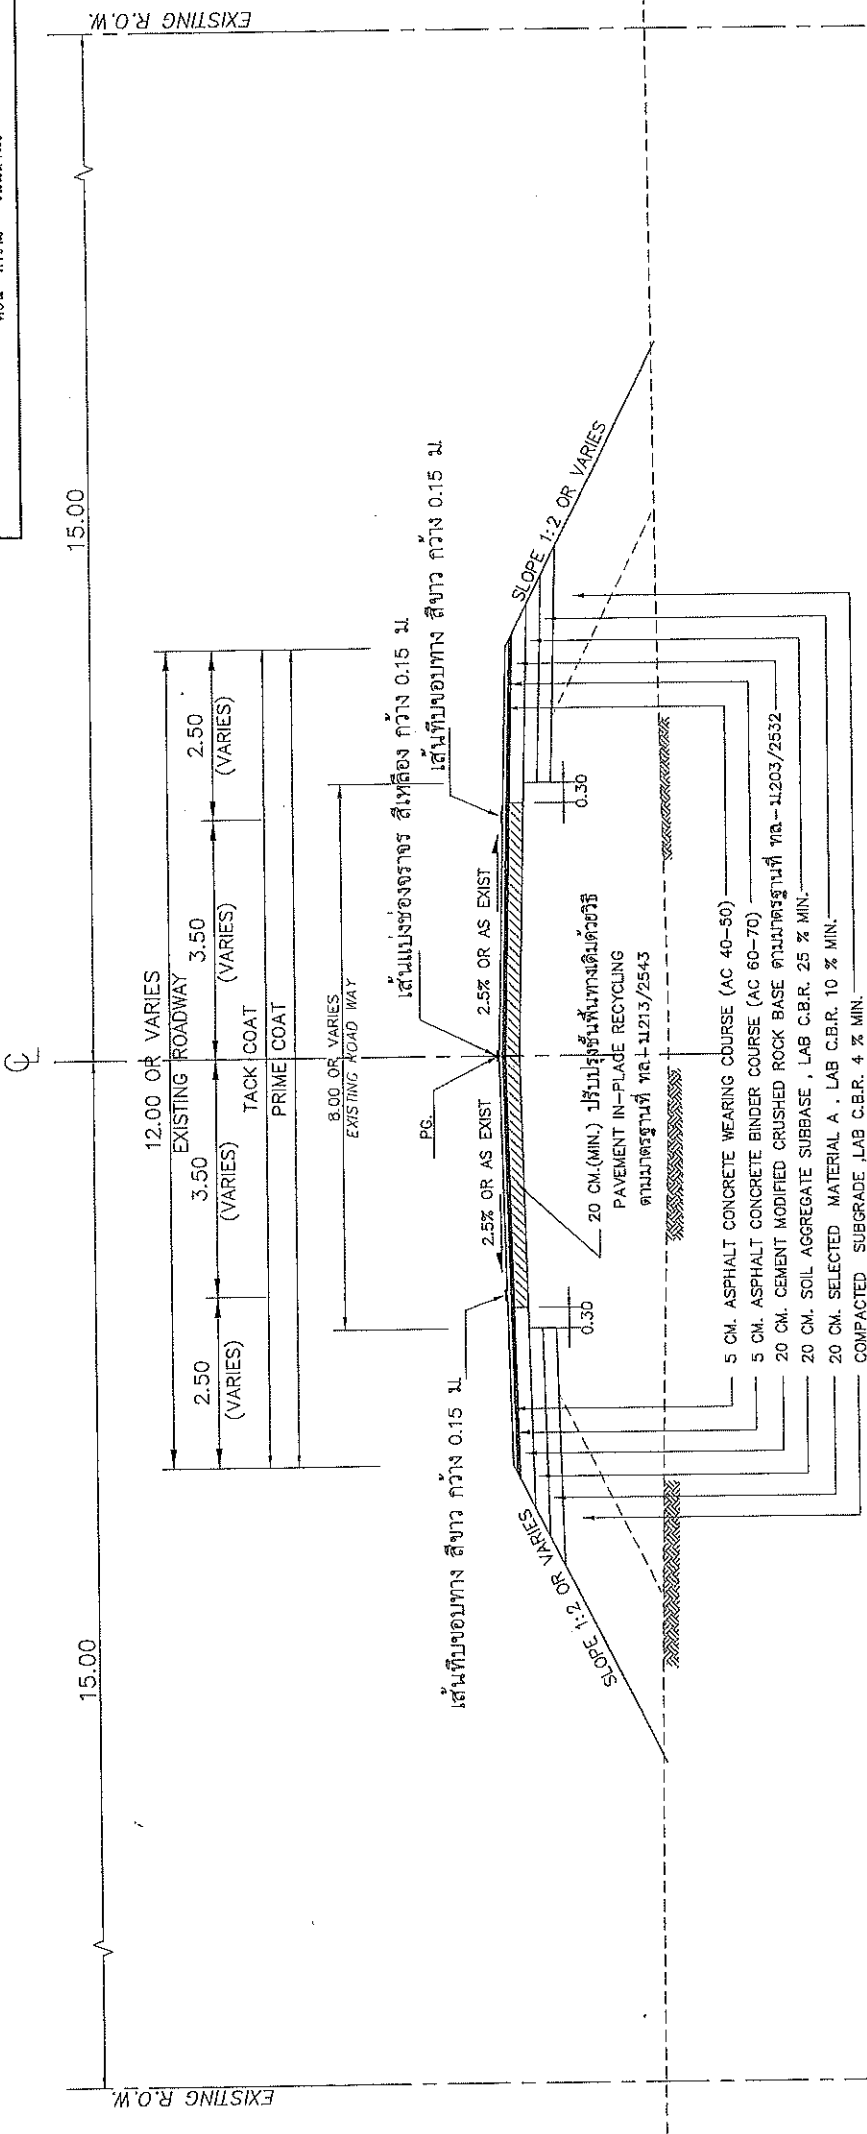 EXISTING R.O.W.
EXISTING R.O.W.
15.00
15.00
12.00 OR VARIES
EXISTING ROADWAY
2.50
(VARIES)
3.50
(VARIES)
3.50
(VARIES)
2.50
(VARIES)
TACK COAT
PRIME COAT
8.00 OR VARIES
EXISTING ROAD WAY
PG.
เส้นแบ่งช่องจราจร สีเหลือง กว้าง 0.15 ม.
เส้นทึบขอบทาง สีขาว กว้าง 0.15 ม.
เส้นทึบขอบทาง สีขาว กว้าง 0.15 ม.
2.5% OR AS EXIST
2.5% OR AS EXIST
SLOPE 1:2 OR VARIES
SLOPE 1:2 OR VARIES
0.30
0.30
20 CM.(MIN.) ปรับปรุงชั้นพื้นทางเดิมด้วยวิธี
PAVEMENT IN-PLACE RECYCLING
ตามมาตรฐานที่ ทล-ม213/2543
5 CM. ASPHALT CONCRETE WEARING COURSE (AC 40-50)
5 CM. ASPHALT CONCRETE BINDER COURSE (AC 60-70)
20 CM. CEMENT MODIFIED CRUSHED ROCK BASE ตามมาตรฐานที่ ทล-ม203/2532
20 CM. SOIL AGGREGATE SUBBASE , LAB C.B.R. 25 % MIN.
20 CM. SELECTED MATERIAL A , LAB C.B.R. 10 % MIN.
COMPACTED SUBGRADE ,LAB C.B.R. 4 % MIN.